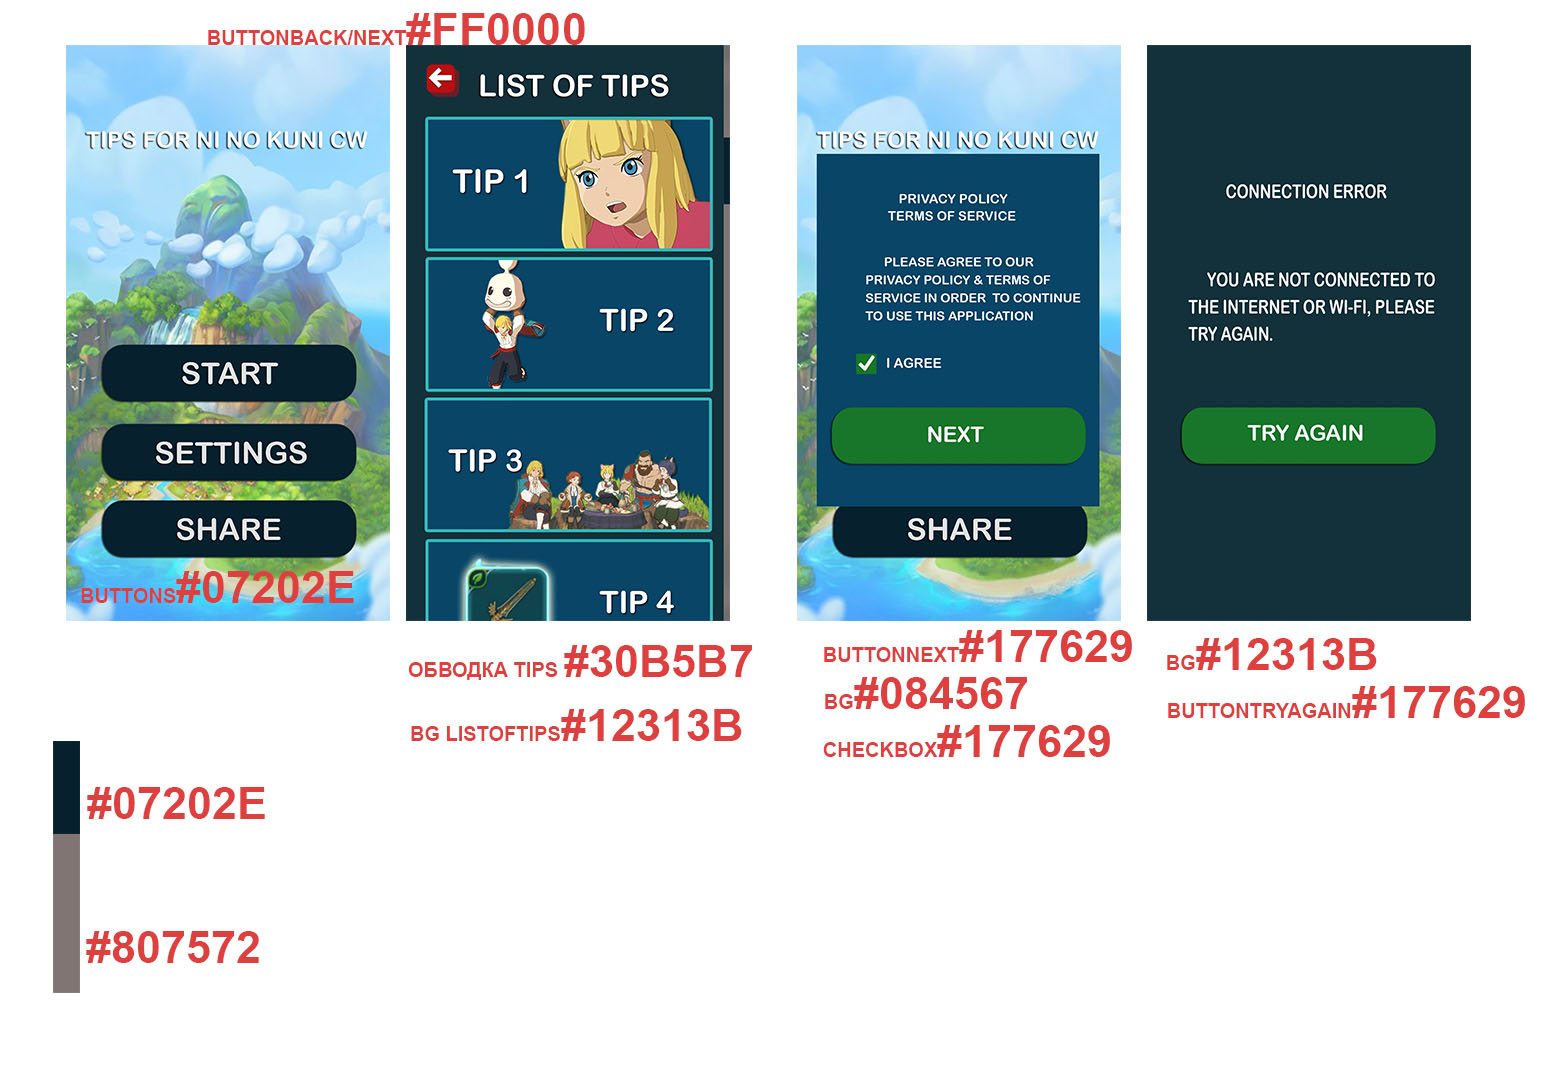 BUTTONBACK/NEXT#FF0000
TIPS FOR NI NO KUNI CW
START
SETTINGS
SHARE
BUTTONS#07202E
LIST OF TIPS
TIP 1
TIP 2
TIP 3
TIP 4
ОБВОДКА TIPS #30B5B7
BG LISTOFTIPS#12313B
TIPS FOR NI NO KUNI CW
PRIVACY POLICY
TERMS OF SERVICE
PLEASE AGREE TO OUR
PRIVACY POLICY & TERMS OF
SERVICE IN ORDER TO CONTINUE
TO USE THIS APPLICATION
I AGREE
NEXT
SHARE
BUTTONNEXT#177629
BG#084567
CHECKBOX#177629
CONNECTION ERROR
YOU ARE NOT CONNECTED TO
THE INTERNET OR WI-FI, PLEASE
TRY AGAIN.
TRY AGAIN
BG#12313B
BUTTONTRYAGAIN#177629
#07202E
#807572